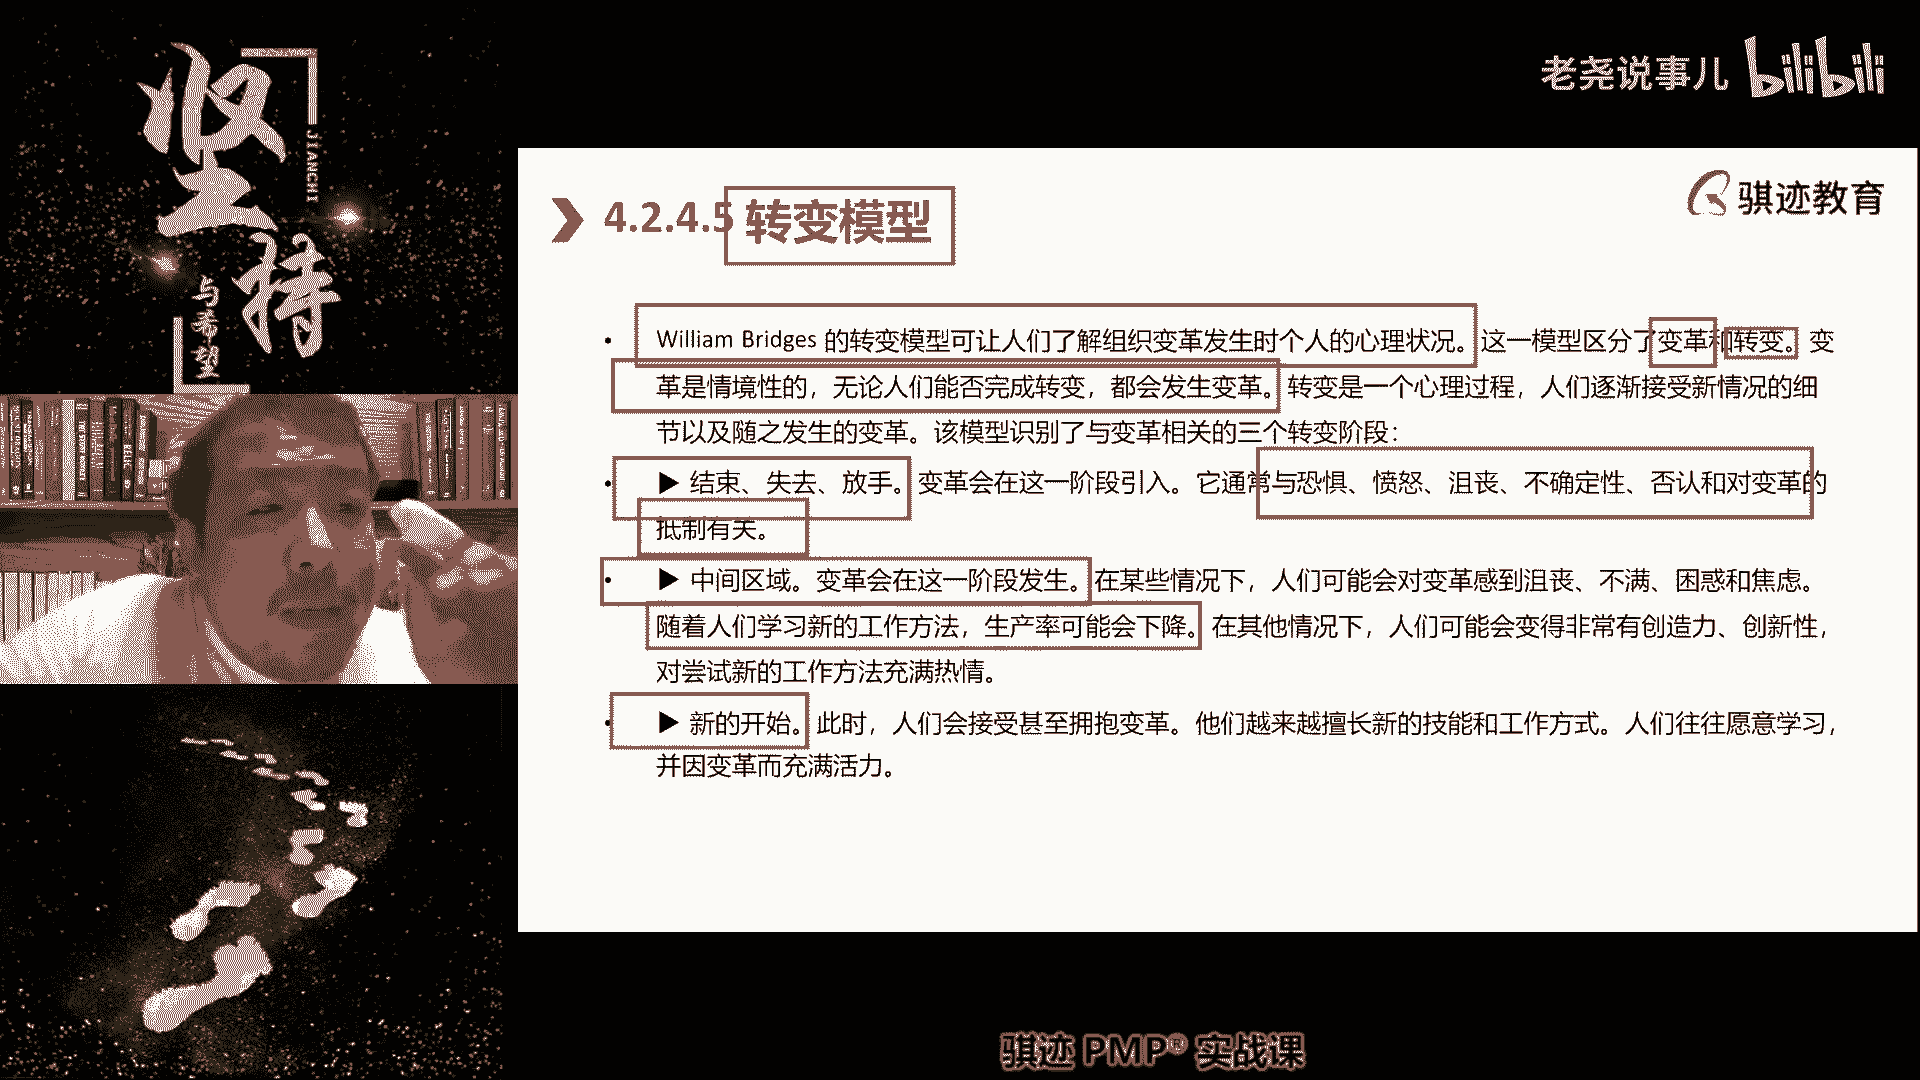 坚持
JIANCHI
与希望
老尧说事儿 bilibili
骐迹教育
4.2.4.5 转变模型
• William Bridges 的转变模型可让人们了解组织变革发生时个人的心理状况。这一模型区分了变革和转变。变
革是情境性的，无论人们能否完成转变，都会发生变革。转变是一个心理过程，人们逐渐接受新情况的细
节以及随之发生的变革。该模型识别了与变革相关的三个转变阶段：
• ▶ 结束、失去、放手。变革会在这一阶段引入。它通常与恐惧、愤怒、沮丧、不确定性、否认和对变革的
抵制有关。
• ▶ 中间区域。变革会在这一阶段发生。在某些情况下，人们可能会对变革感到沮丧、不满、困惑和焦虑。
随着人们学习新的工作方法，生产率可能会下降。在其他情况下，人们可能会变得非常有创造力、创新性，
对尝试新的工作方法充满热情。
• ▶ 新的开始。此时，人们会接受甚至拥抱变革。他们越来越擅长新的技能和工作方式。人们往往愿意学习，
并因变革而充满活力。
骐迹 PMP® 实战课